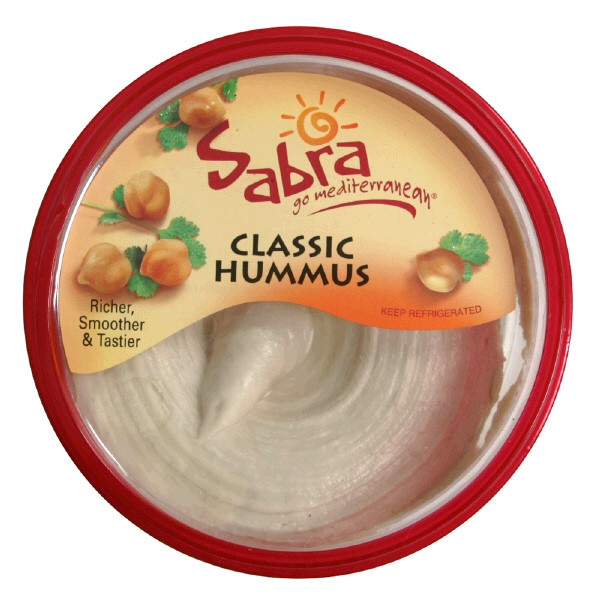 Sabra
go mediterranean®
CLASSIC
HUMMUS
Richer,
Smoother
& Tastier
KEEP REFRIGERATED